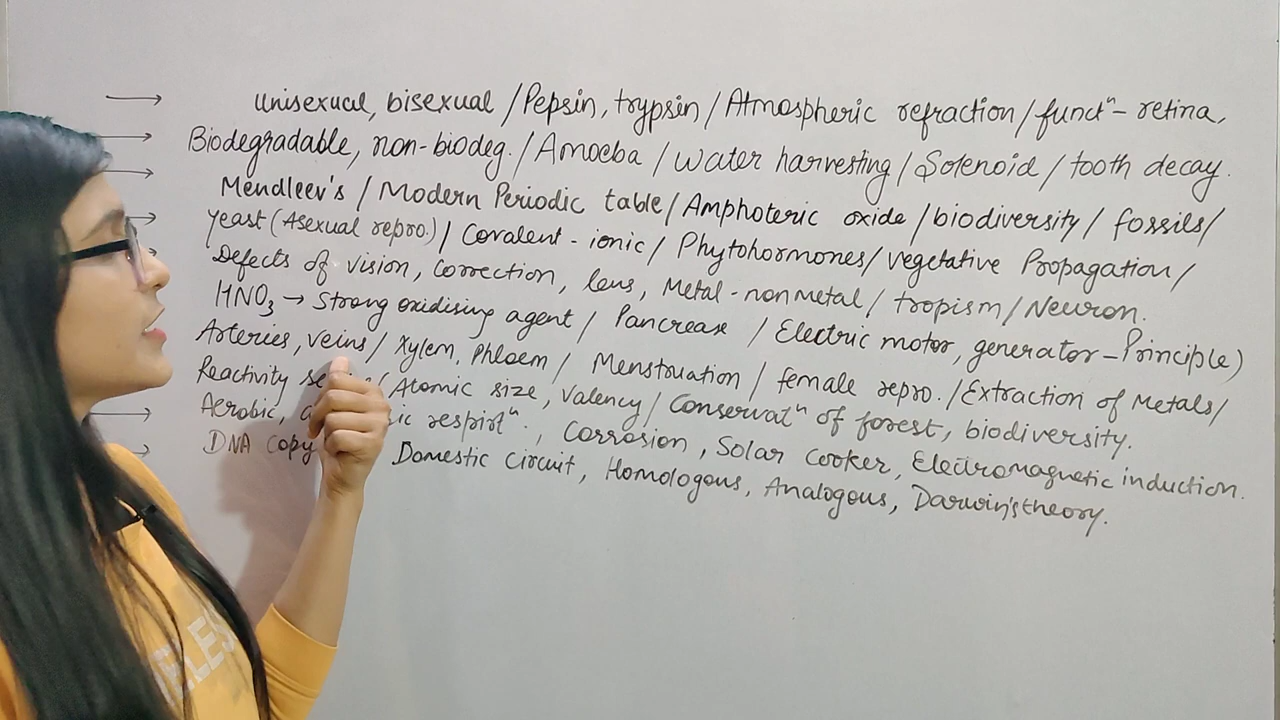 unisexual, bisexual / Pepsin, trypsin / Atmospheric refraction / functⁿ - retina,
Biodegradable, non-biodeg. / Amoeba / Water harvesting / Solenoid / tooth decay.
Mendleev's / Modern Periodic table / Amphoteric oxide / biodiversity / fossils /
Yeast (Asexual repro.) / Covalent - ionic / Phytohormones / vegetative Propagation /
Defects of vision, Correction, lens, Metal - nonmetal / tropism / Neuron.
HNO₃ → Strong oxidising agent / Pancrease / Electric motor, generator - Principle)
Arteries, veins / Xylem, Phloem / Menstruation / female repro. / Extraction of Metals /
Reactivity / Atomic size, Valency / Conservatⁿ of forest, biodiversity.
Aerobic, respirtⁿ., Corrosion, Solar Cooker, Electromagnetic induction.
DNA copy Domestic Circuit, Homologous, Analogous, Darwin's theory.